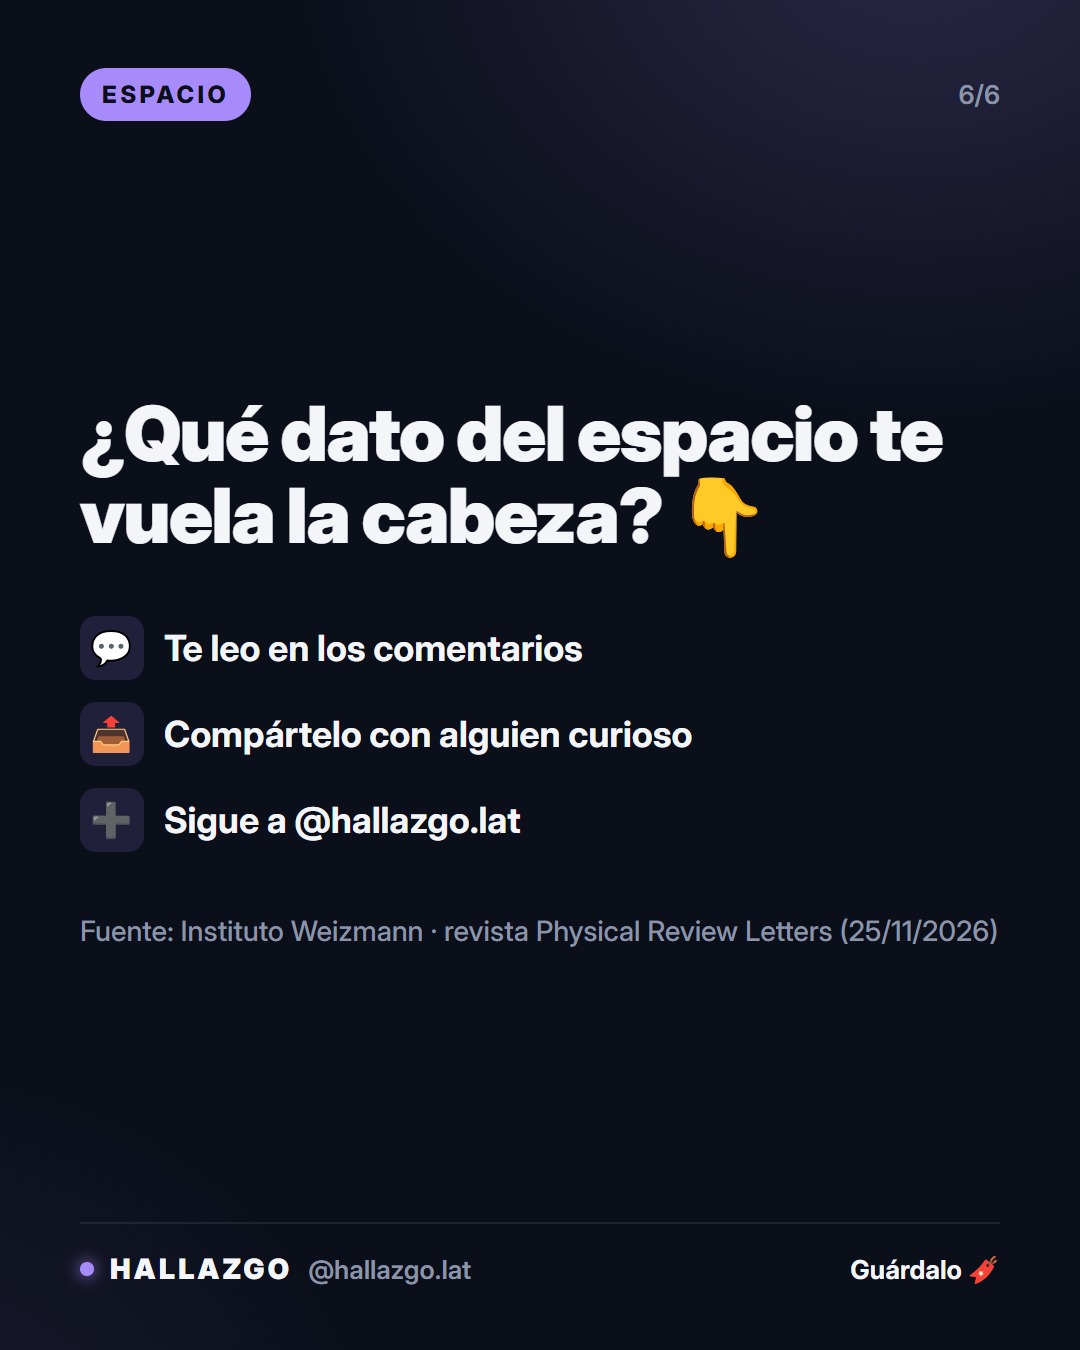 ESPACIO
6/6
¿Qué dato del espacio te
vuela la cabeza? 👇
💬 Te leo en los comentarios
📤 Compártelo con alguien curioso
➕ Sigue a @hallazgo.lat
Fuente: Instituto Weizmann · revista Physical Review Letters (25/11/2026)
HALLAZGO @hallazgo.lat
Guárdalo 🔖